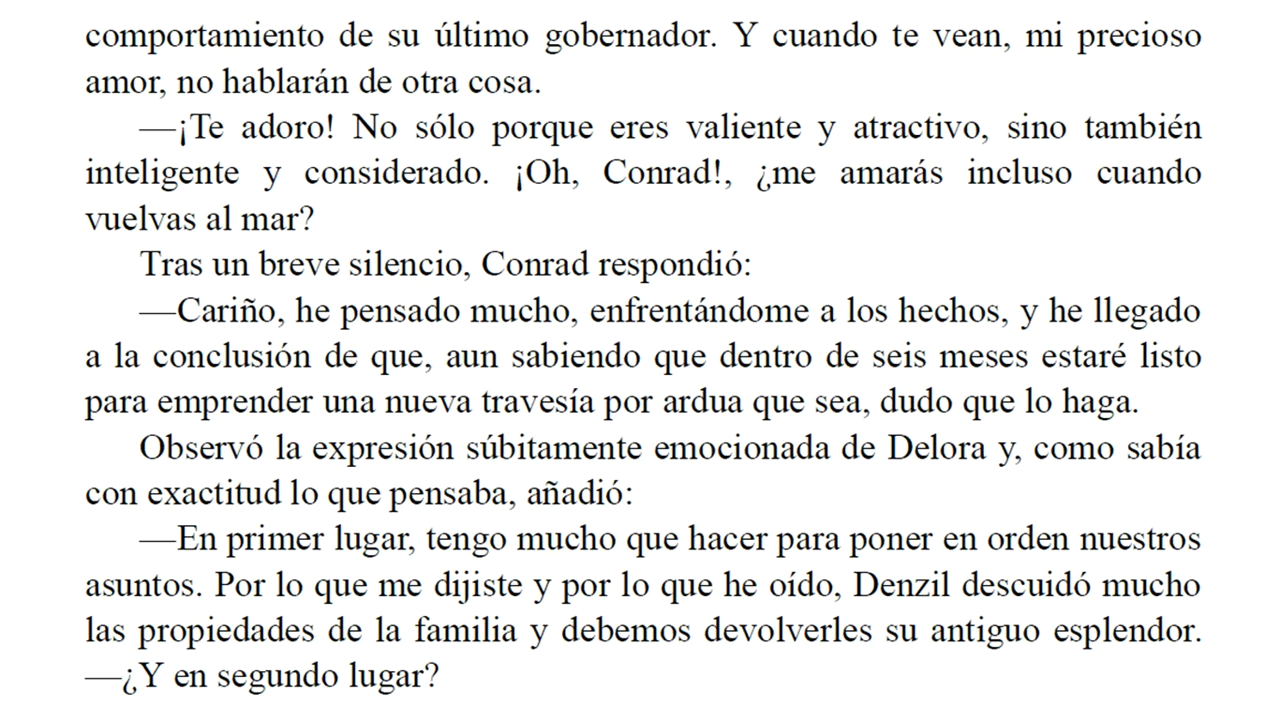 comportamiento de su último gobernador. Y cuando te vean, mi precioso
amor, no hablarán de otra cosa.
—¡Te adoro! No sólo porque eres valiente y atractivo, sino también
inteligente y considerado. ¡Oh, Conrad!, ¿me amarás incluso cuando
vuelvas al mar?
Tras un breve silencio, Conrad respondió:
—Cariño, he pensado mucho, enfrentándome a los hechos, y he llegado
a la conclusión de que, aun sabiendo que dentro de seis meses estaré listo
para emprender una nueva travesía por ardua que sea, dudo que lo haga.
Observó la expresión súbitamente emocionada de Delora y, como sabía
con exactitud lo que pensaba, añadió:
—En primer lugar, tengo mucho que hacer para poner en orden nuestros
asuntos. Por lo que me dijiste y por lo que he oído, Denzil descuidó mucho
las propiedades de la familia y debemos devolverles su antiguo esplendor.
—¿Y en segundo lugar?